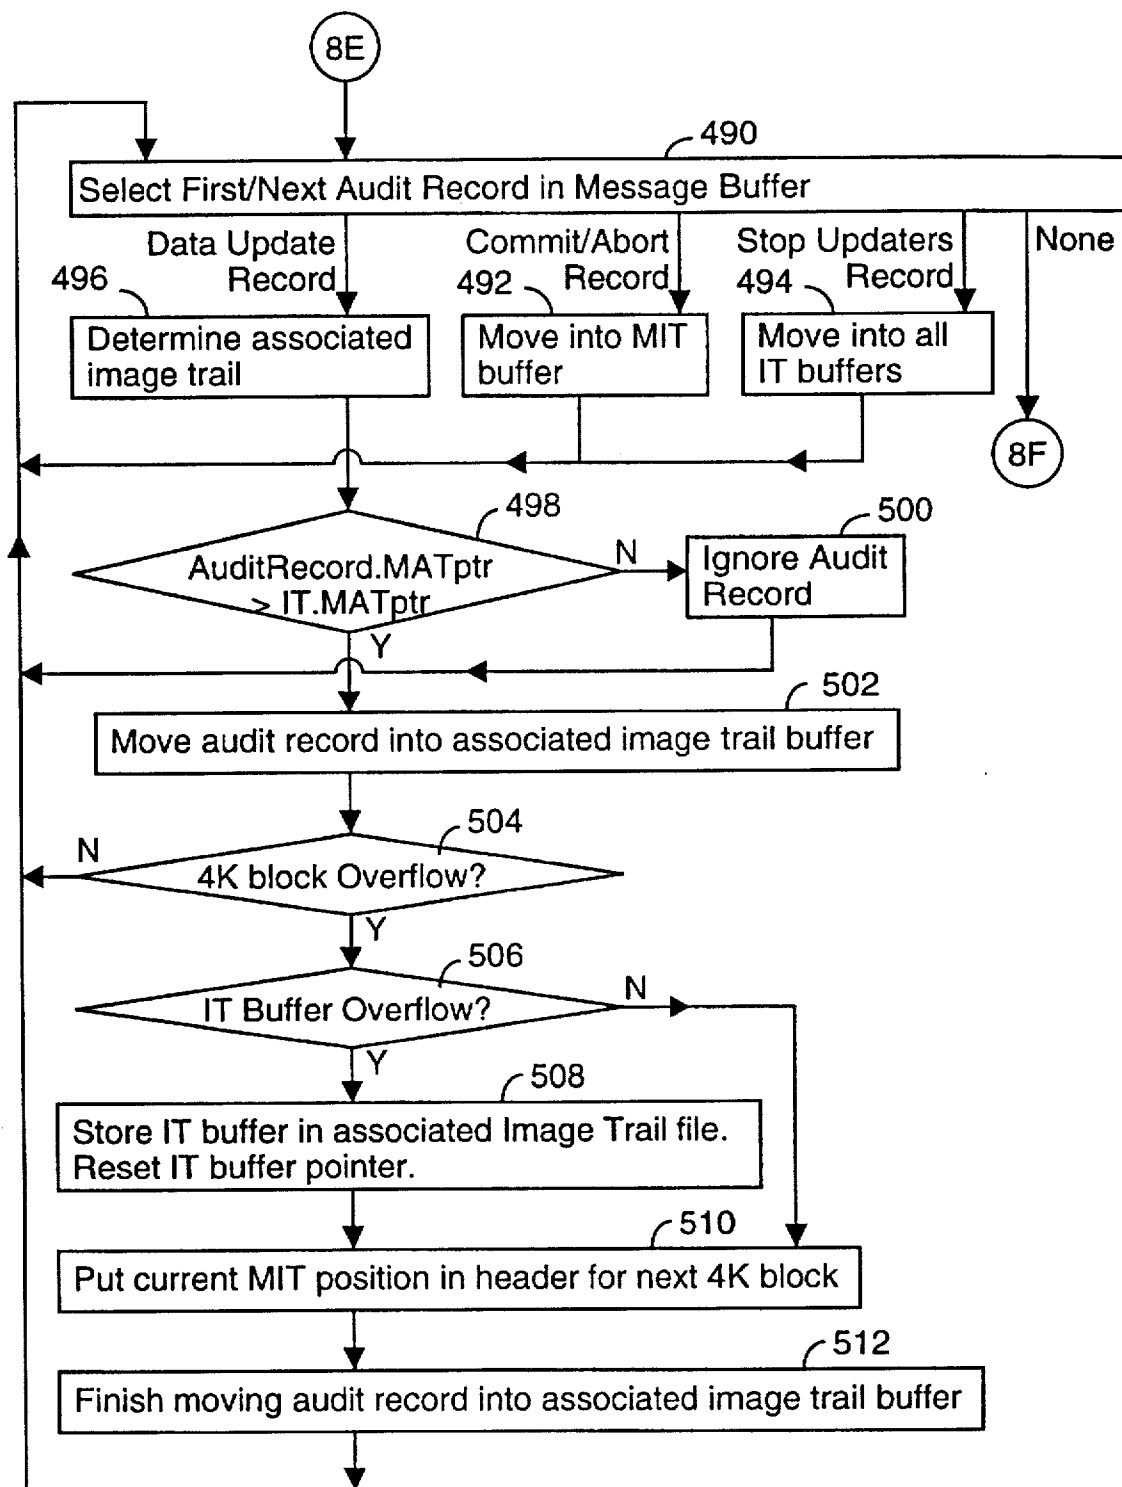 8E
490
Select First/Next Audit Record in Message Buffer
Data Update
Record
Commit/Abort
Record
Stop Updaters
Record
None
496
492
494
Determine associated
image trail
Move into MIT
buffer
Move into all
IT buffers
8F
498
500
AuditRecord.MATptr
> IT.MATptr
N
Ignore Audit
Record
Y
502
Move audit record into associated image trail buffer
504
N
4K block Overflow?
Y
506
IT Buffer Overflow?
N
Y
508
Store IT buffer in associated Image Trail file.
Reset IT buffer pointer.
510
Put current MIT position in header for next 4K block
512
Finish moving audit record into associated image trail buffer